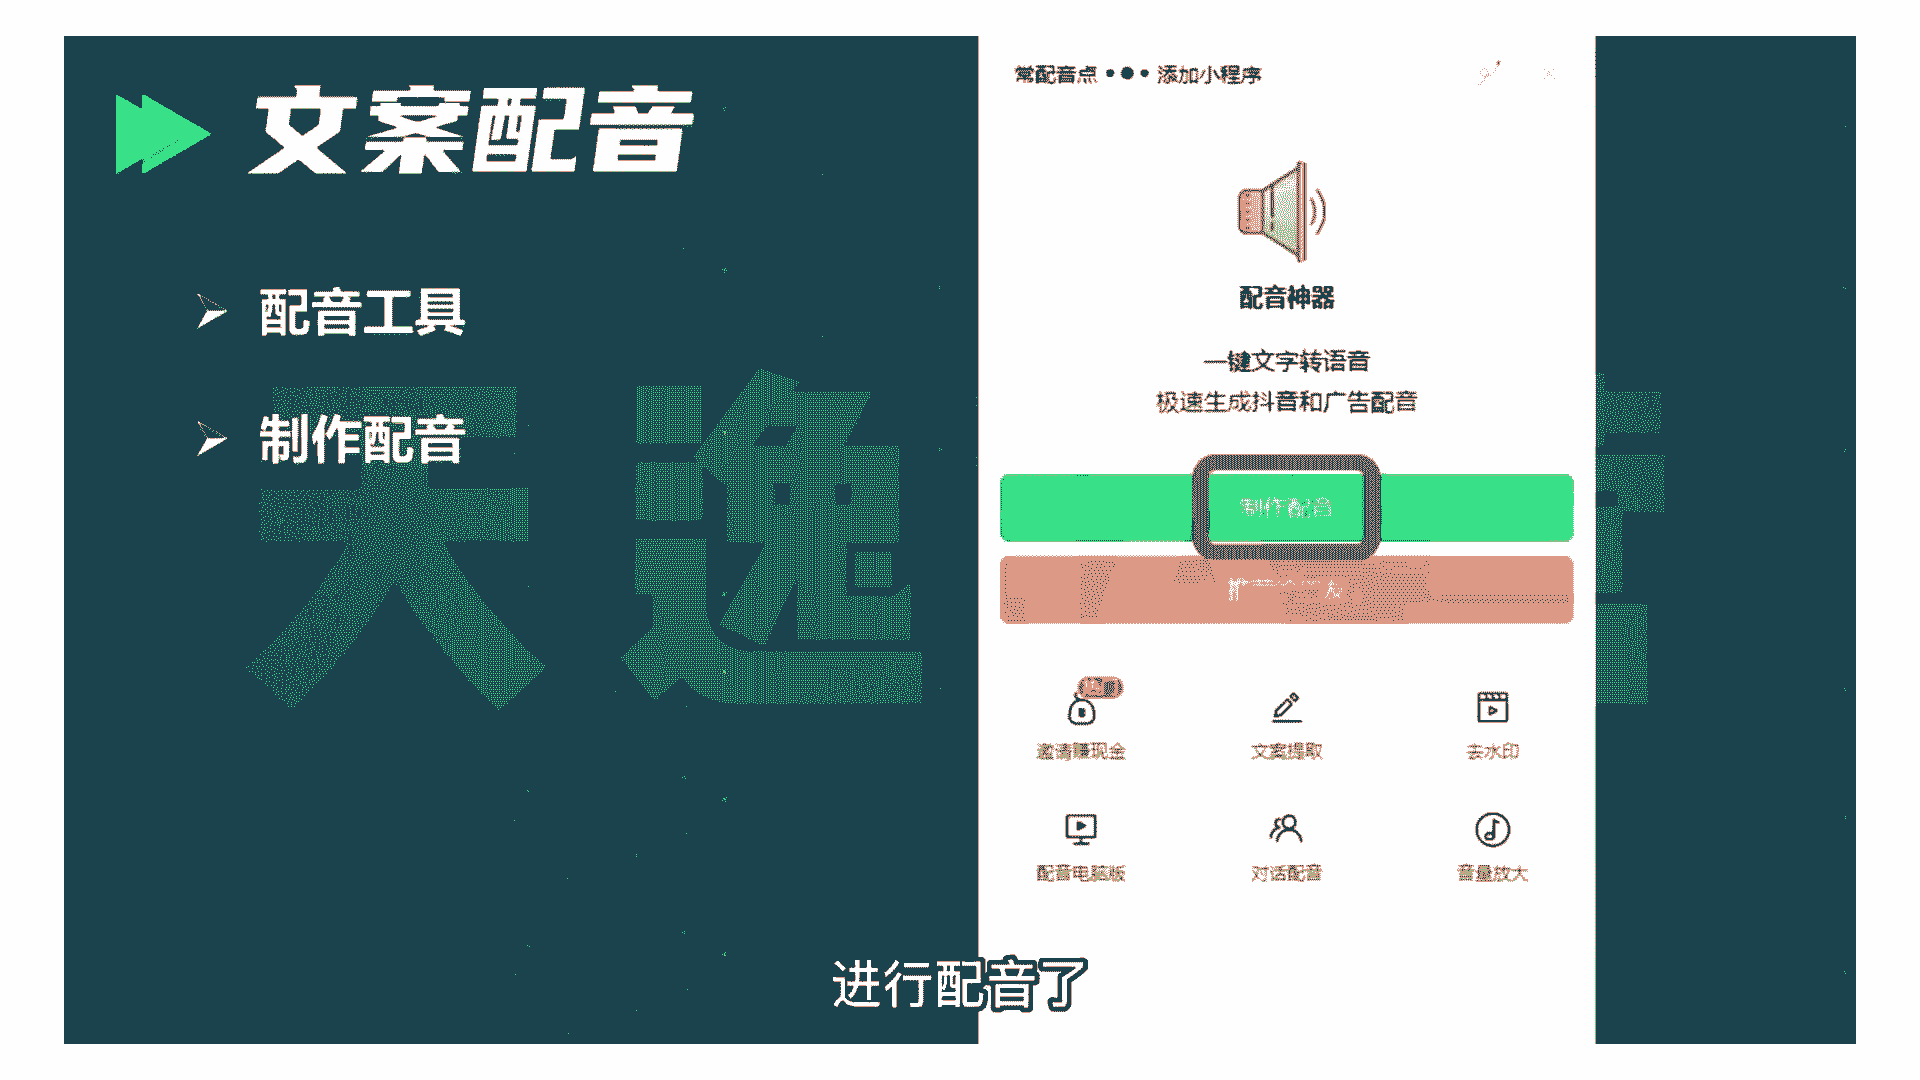 文案配音
配音工具
制作配音
常配音点 ••• 添加小程序
配音神器
一键文字转语音
极速生成抖音和广告配音
制作配音
邀请赚现金
文案提取
去水印
配音电脑版
对话配音
音量放大
进行配音了